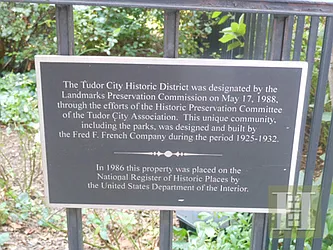 The Tudor City Historic District was designated by the
Landmarks Preservation Commission on May 17, 1988,
through the efforts of the Historic Preservation Committee
of the Tudor City Association. This unique community,
including the parks, was designed and built by
the Fred F. French Company during the period 1925-1932.
In 1986 this property was placed on the
National Register of Historic Places by
the United States Department of the Interior.
H